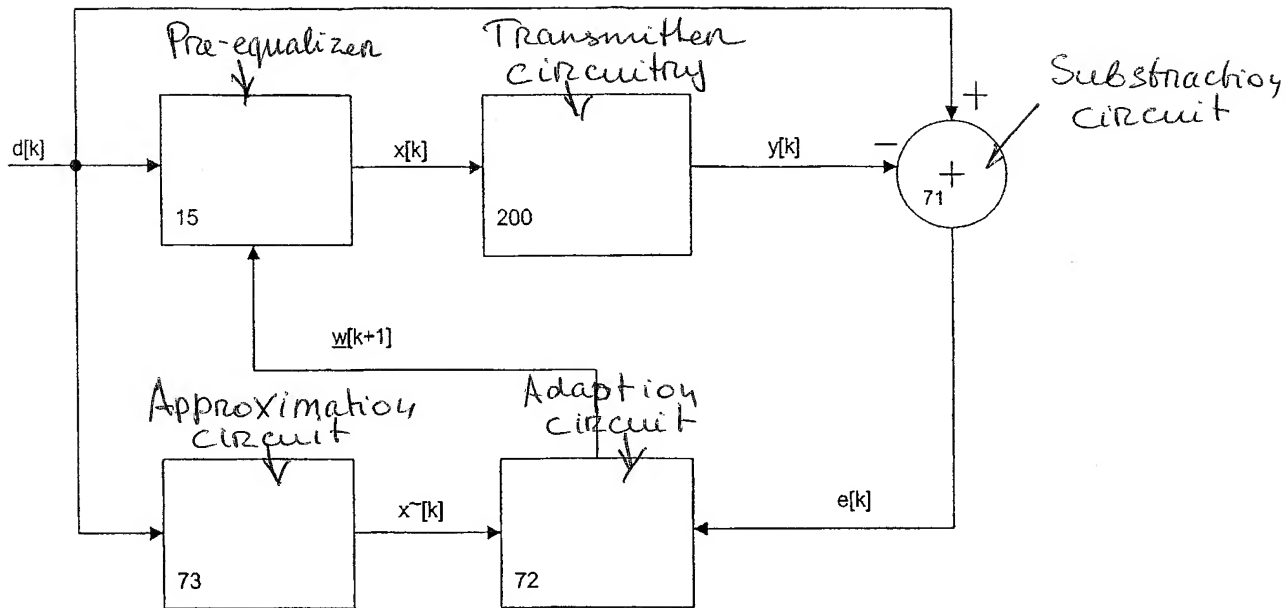 Pre-equalizer
Transmitter
circuitry
Substraction
circuit
+
d[k]
x[k]
y[k]
−
+
71
15
200
w[k+1]
Approximation
circuit
Adaption
circuit
x~[k]
e[k]
73
72